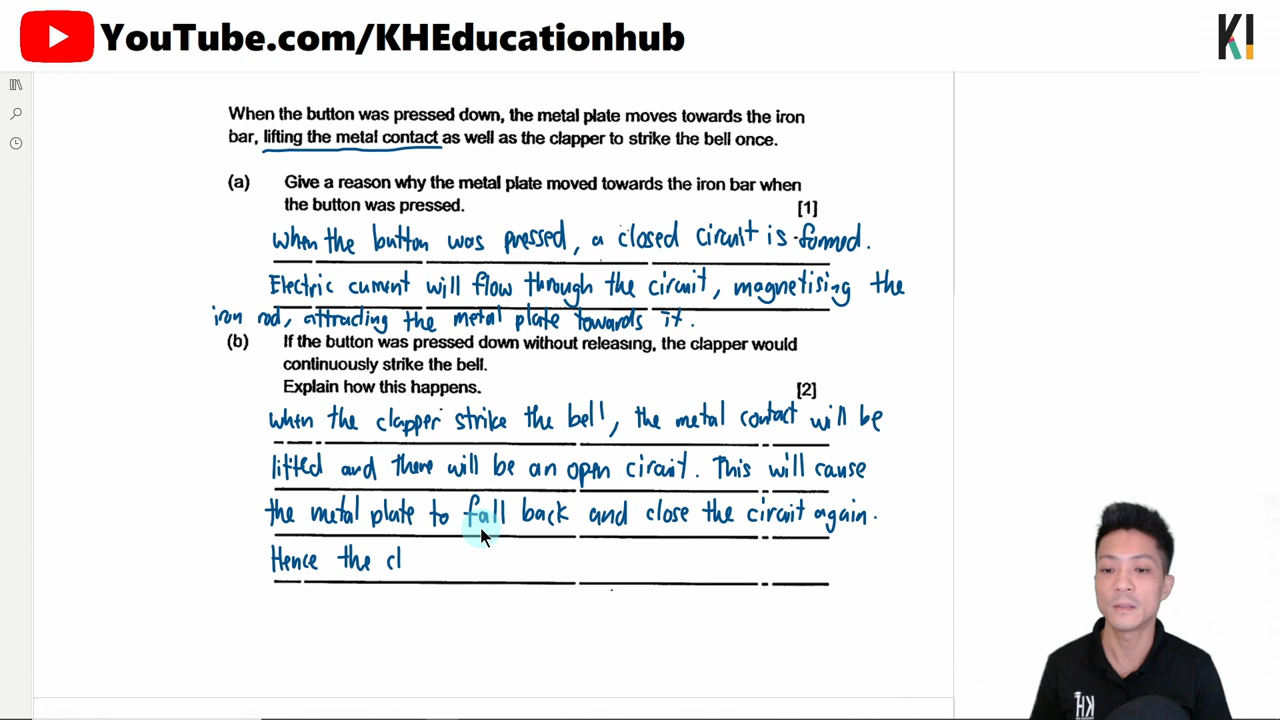 YouTube.com/KHEducationhub
KI
When the button was pressed down, the metal plate moves towards the iron
bar, lifting the metal contact as well as the clapper to strike the bell once.
(a) Give a reason why the metal plate moved towards the iron bar when
the button was pressed. [1]
When the button was pressed, a closed circuit is formed.
Electric current will flow through the circuit, magnetising the
iron rod, attracting the metal plate towards it.
(b) If the button was pressed down without releasing, the clapper would
continuously strike the bell.
Explain how this happens. [2]
When the clapper strike the bell, the metal contact will be
lifted and there will be an open circuit. This will cause
the metal plate to fall back and close the circuit again.
Hence the cl
KH